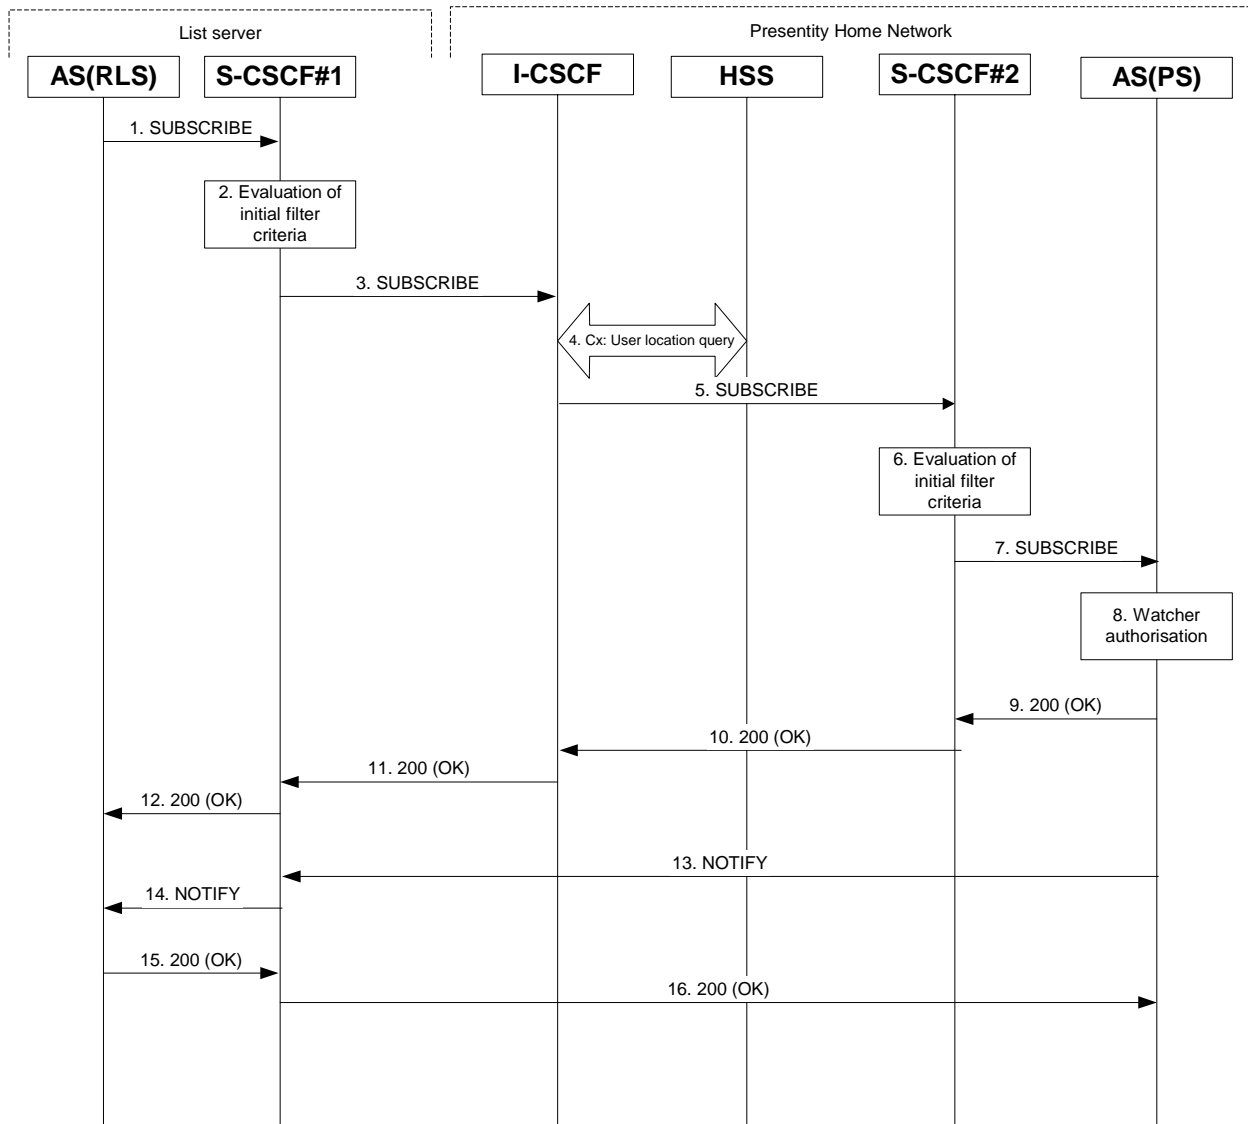 List server
Presentity Home Network
AS(RLS)
S-CSCF#1
I-CSCF
HSS
S-CSCF#2
AS(PS)
1. SUBSCRIBE
2. Evaluation of
initial filter
criteria
3. SUBSCRIBE
4. Cx: User location query
5. SUBSCRIBE
6. Evaluation of
initial filter
criteria
7. SUBSCRIBE
8. Watcher
authorisation
9. 200 (OK)
10. 200 (OK)
11. 200 (OK)
12. 200 (OK)
13. NOTIFY
14. NOTIFY
15. 200 (OK)
16. 200 (OK)